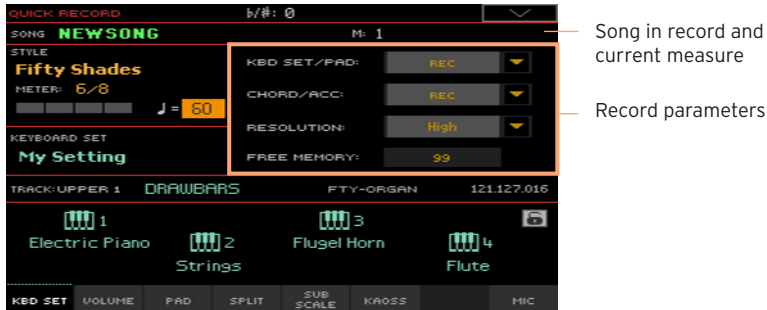 QUICK RECORD b/#: 0
SONG NEWSONG M: 1
STYLE
Fifty Shades
METER: 6/8
♩ = 60
KBD SET/PAD: REC
CHORD/ACC: REC
RESOLUTION: High
FREE MEMORY: 99
KEYBOARD SET
My Setting
TRACK:UPPER 1 DRAWBARS FTY-ORGAN 121.127.016
1
Electric Piano
2
Strings
3
Flugel Horn
4
Flute
KBD SET VOLUME PAD SPLIT SUB SCALE KAOSS MIC
Song in record and
current measure
Record parameters